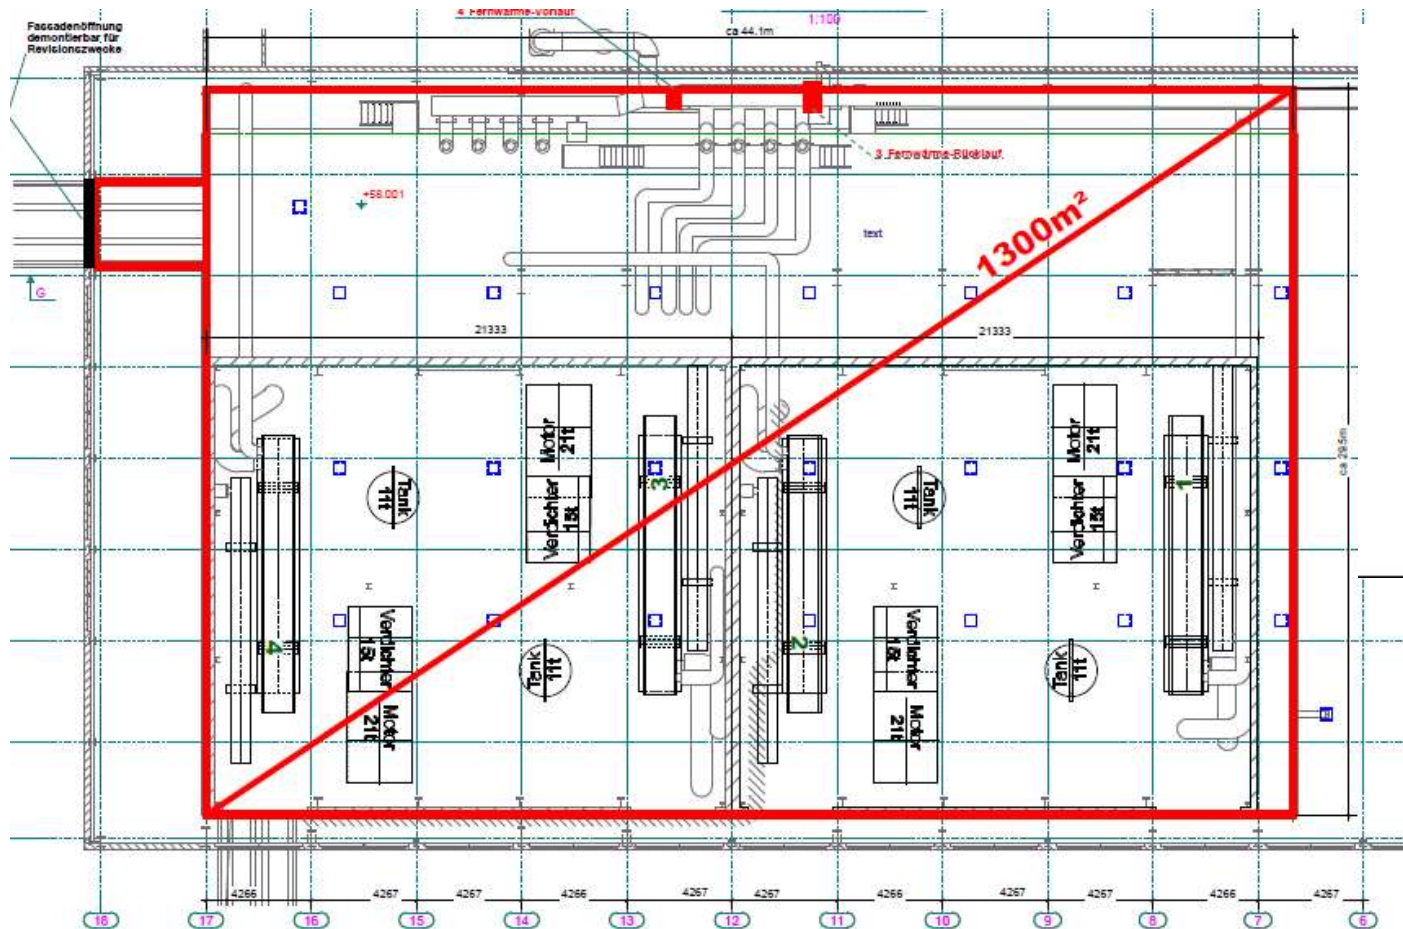 Fassadenöffnung
demontierbar für
Revisionszwecke
4 Fernwärme-Vorlauf
1:100
ca 44.1m
3 Fernwärme-Rücklauf
+58.001
text
1300m²
G
21333
21333
ca 29.5m
Motor
21t
Verdichter
15t
Tank
11t
3
Motor
21t
Verdichter
15t
Tank
11t
1
4
Verdichter
15t
Motor
21t
Tank
11t
2
Verdichter
15t
Motor
21t
Tank
11t
4266 4267 4267 4266 4267 4267 4266 4267 4267 4266 4267
18 17 16 15 14 13 12 11 10 9 8 7 6